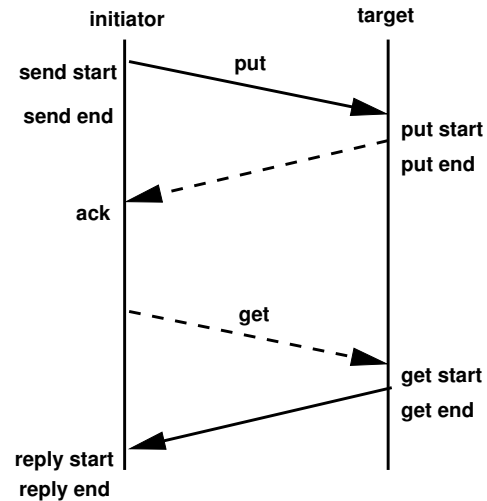 initiator
target
put
send start
send end
put start
put end
ack
get
get start
get end
reply start
reply end